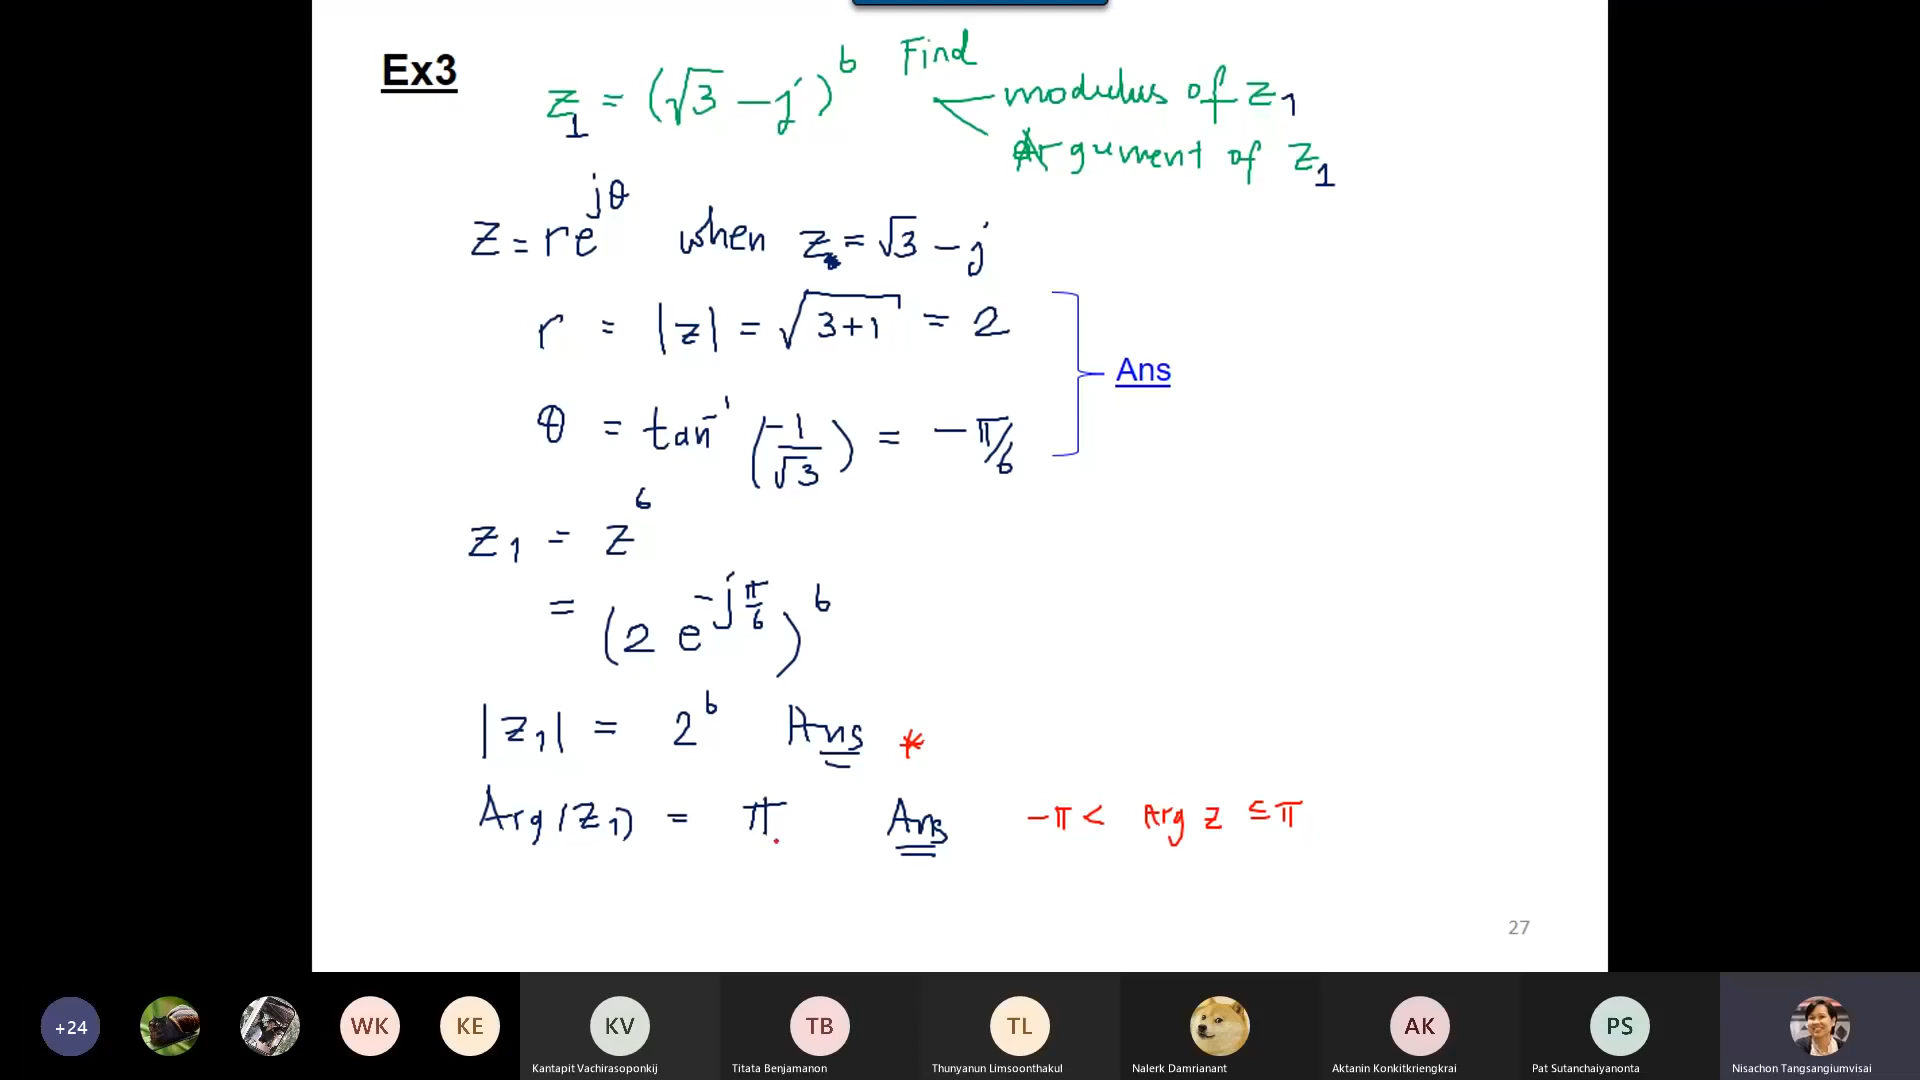 Ex3
z₁ = (√3 − j)⁶ Find
modulus of z₁
Argument of z₁
z = re^{jθ} when z = √3 − j
r = |z| = √(3+1) = 2
Ans
θ = tan⁻¹(−1/√3) = −π/6
z₁ = z⁶
= (2 e^{−jπ/6})⁶
|z₁| = 2⁶ Ans *
Arg(z₁) = π Ans −π < Arg z ≤ π
27
+24
WK
KE
KV
TB
TL
AK
PS
Kantapit Vachirasoponkij
Titata Benjamanon
Thunyanun Limsoonthakul
Nalerk Damrianant
Aktanin Konkitkriengkrai
Pat Sutanchaiyanonta
Nisachon Tangsangiumvisai